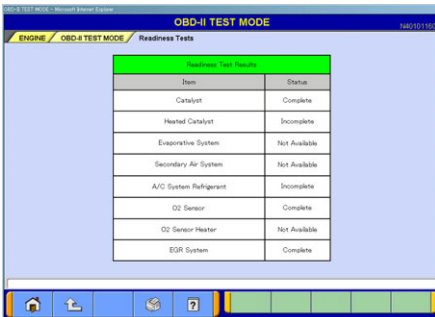 OBD-II TEST MODE - Microsoft Internet Explorer
OBD-II TEST MODE
N40101160
ENGINE OBD-II TEST MODE Readiness Tests
Readiness Test Results
Item Status
Catalyst Complete
Heated Catalyst Incomplete
Evaporative System Not Available
Secondary Air System Not Available
A/C System Refrigerant Incomplete
O2 Sensor Complete
O2 Sensor Heater Not Available
EGR System Complete
?